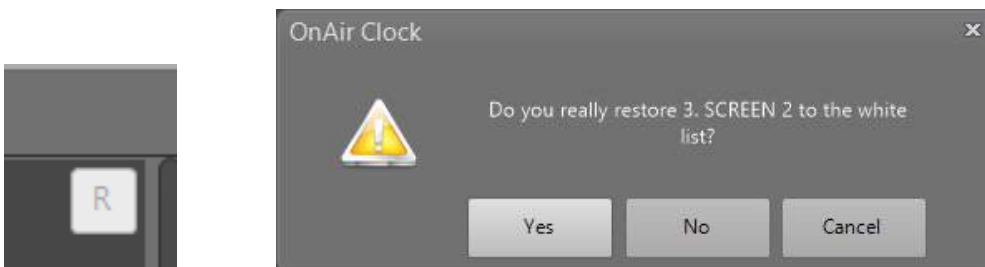 R
OnAir Clock
Do you really restore 3. SCREEN 2 to the white
list?
Yes No Cancel